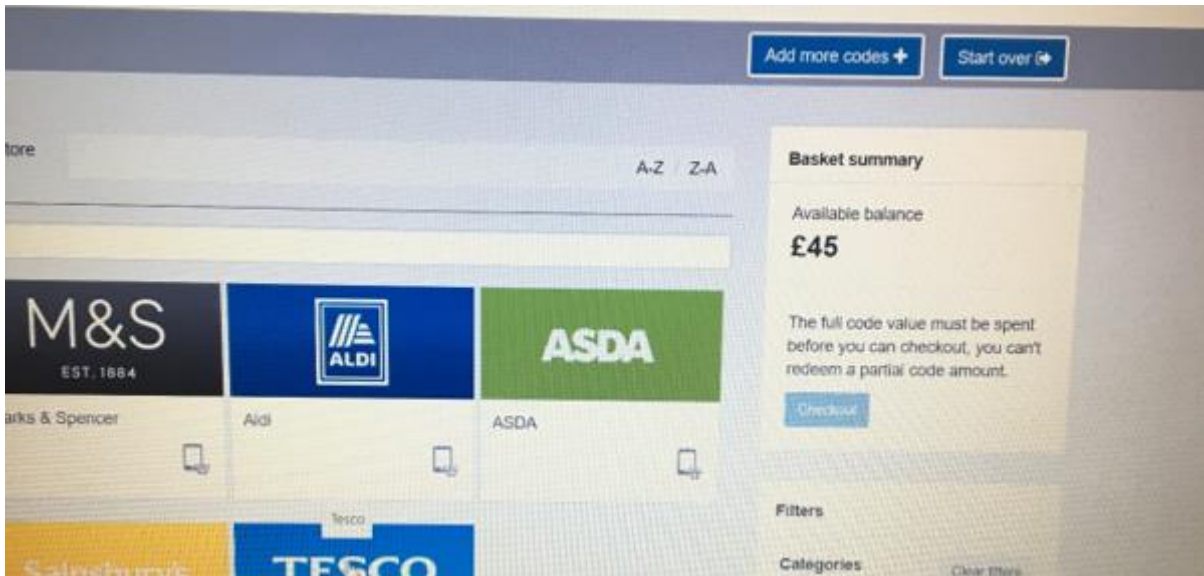 Add more codes
Start over
tore
A-Z / Z-A
Basket summary
Available balance
£45
The full code value must be spent
before you can checkout, you can't
redeem a partial code amount.
Checkout
M&S
EST. 1884
ALDI
ASDA
arks & Spencer
Aldi
ASDA
Tesco
Sainsbury's
TESCO
Filters
Categories
Clear filters